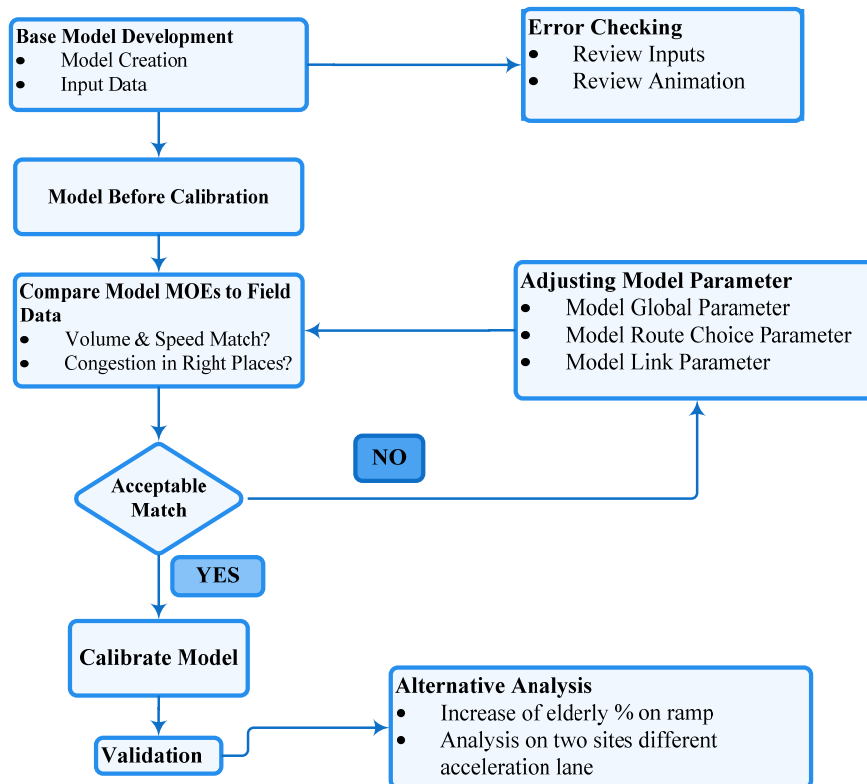 Base Model Development
• Model Creation
• Input Data
Error Checking
• Review Inputs
• Review Animation
Model Before Calibration
Compare Model MOEs to Field
Data
• Volume & Speed Match?
• Congestion in Right Places?
Adjusting Model Parameter
• Model Global Parameter
• Model Route Choice Parameter
• Model Link Parameter
Acceptable
Match
NO
YES
Calibrate Model
Validation
Alternative Analysis
• Increase of elderly % on ramp
• Analysis on two sites different
acceleration lane